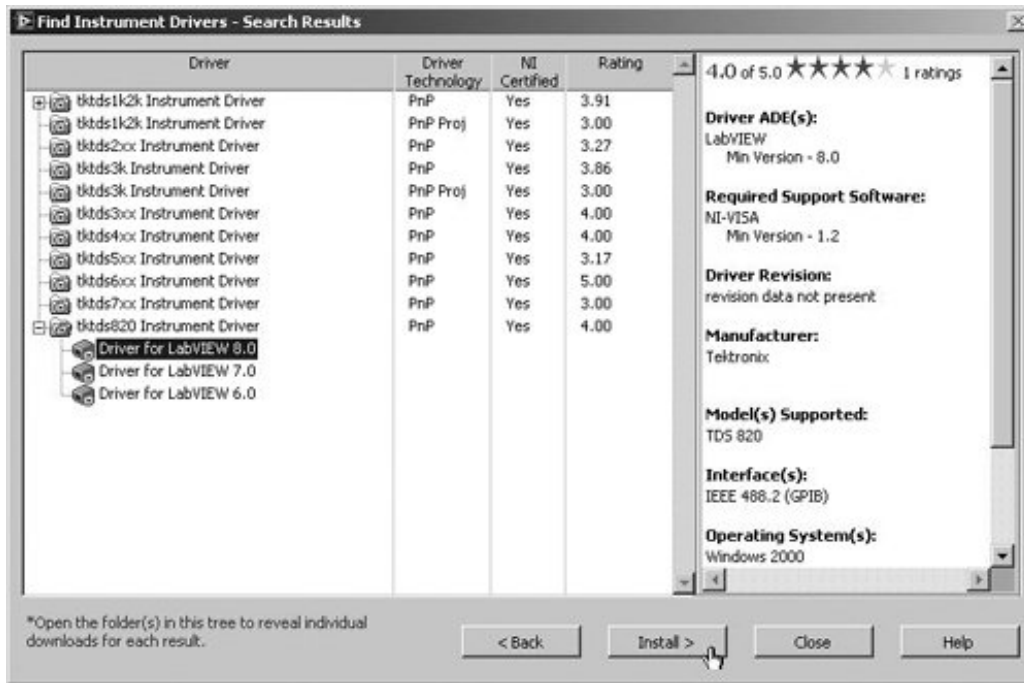 Find Instrument Drivers - Search Results
Driver Driver Technology NI Certified Rating
tktds1k2k Instrument Driver PnP Yes 3.91
tktds1k2k Instrument Driver PnP Proj Yes 3.00
tktds2xx Instrument Driver PnP Yes 3.27
tktds3k Instrument Driver PnP Yes 3.86
tktds3k Instrument Driver PnP Proj Yes 3.00
tktds3xx Instrument Driver PnP Yes 4.00
tktds4xx Instrument Driver PnP Yes 4.00
tktds5xx Instrument Driver PnP Yes 3.17
tktds6xx Instrument Driver PnP Yes 5.00
tktds7xx Instrument Driver PnP Yes 3.00
tktds820 Instrument Driver PnP Yes 4.00
Driver for LabVIEW 8.0
Driver for LabVIEW 7.0
Driver for LabVIEW 6.0
4.0 of 5.0 1 ratings
Driver ADE(s):
LabVIEW
Min Version - 8.0
Required Support Software:
NI-VISA
Min Version - 1.2
Driver Revision:
revision data not present
Manufacturer:
Tektronix
Model(s) Supported:
TDS 820
Interface(s):
IEEE 488.2 (GPIB)
Operating System(s):
Windows 2000
*Open the folder(s) in this tree to reveal individual
downloads for each result.
< Back Install > Close Help